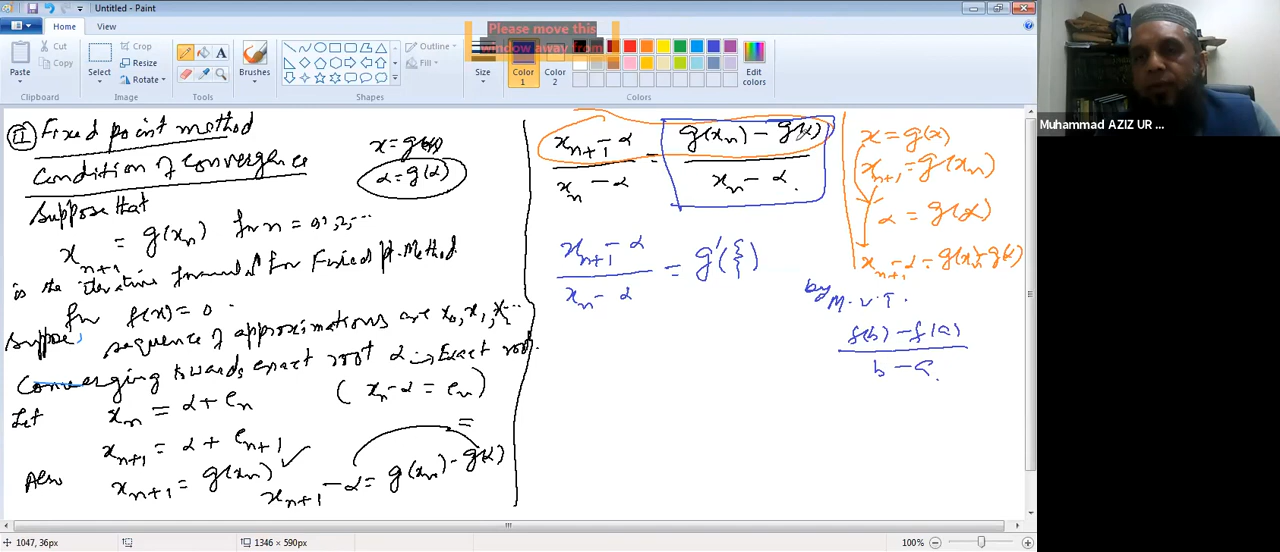 Untitled - Paint
Home
View
Please move this
window away from
Cut
Copy
Paste
Clipboard
Crop
Resize
Rotate
Select
Image
A
Tools
Brushes
Outline
Fill
Shapes
Size
Color 1
Color 2
Edit colors
Colors
Muhammad AZIZ UR ...
II Fixed point method
Condition of convergence
x = g(x)
α = g(α)
Suppose that
x_{n+1} = g(x_n) for n = 0,1,2,...
is the iterative formula for Fixed pt. Method
for f(x) = 0.
Suppose, sequence of approximations are x_0, x_1, x_2...
Converging towards exact root α → Exact root.
Let x_n = α + e_n (x_n - α = e_n)
x_{n+1} = α + e_{n+1} =
Also x_{n+1} = g(x_n) ✓ x_{n+1} - α = g(x_n) - g(α)
x_{n+1} - α / x_n - α = g(x_n) - g(α) / x_n - α.
x_{n+1} - α / x_n - α = g'(ξ)
x = g(x)
x_{n+1} = g(x_n)
α = g(α)
x_{n+1} - α = g(x_n) - g(α)
by M.V.T.
f(b) - f(a) / b - a.
1047, 36px
1346 × 590px
100%